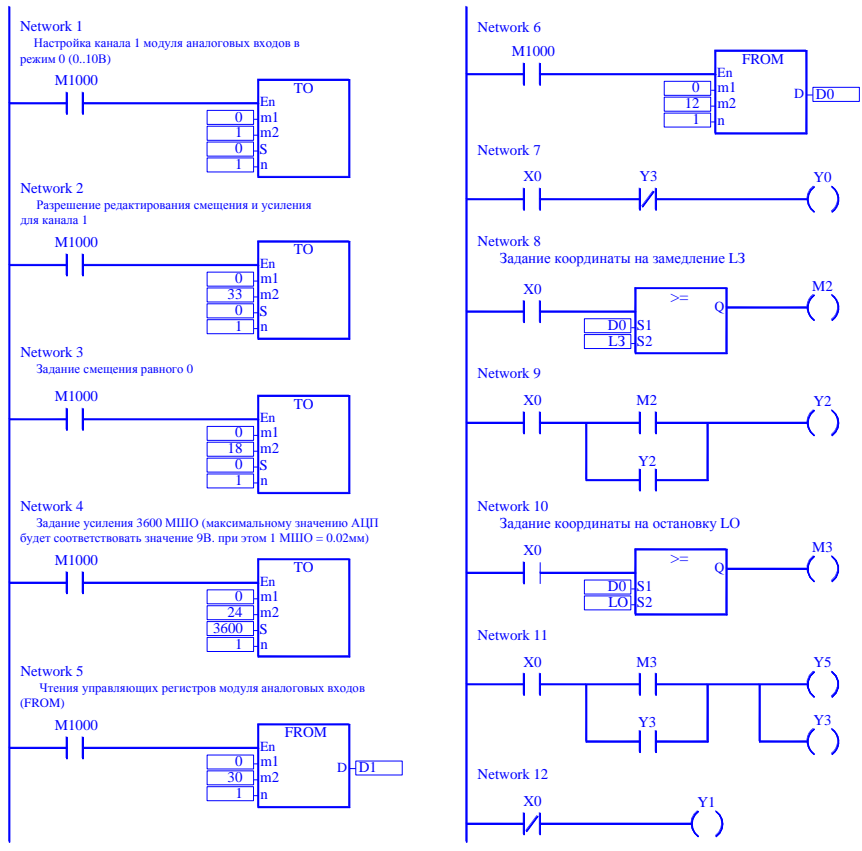 Network 1
Настройка канала 1 модуля аналоговых входов в
режим 0 (0..10В)
M1000
TO
En
0 m1
1 m2
0 S
1 n
Network 2
Разрешение редактирования смещения и усиления
для канала 1
M1000
TO
En
0 m1
33 m2
0 S
1 n
Network 3
Задание смещения равного 0
M1000
TO
En
0 m1
18 m2
0 S
1 n
Network 4
Задание усиления 3600 МШО (максимальному значению АЦП
будет соответствовать значение 9В. при этом 1 МШО = 0.02мм)
M1000
TO
En
0 m1
24 m2
3600 S
1 n
Network 5
Чтения управляющих регистров модуля аналоговых входов
(FROM)
M1000
FROM
En
0 m1
D D1
30 m2
1 n
Network 6
M1000
FROM
En
0 m1
D D0
12 m2
1 n
Network 7
X0 Y3 Y0
Network 8
Задание координаты на замедление LЗ
X0 >= Q M2
D0 S1
LЗ S2
Network 9
X0 M2 Y2
Y2
Network 10
Задание координаты на остановку LO
X0 >= Q M3
D0 S1
LO S2
Network 11
X0 M3 Y5
Y3 Y3
Network 12
X0 Y1